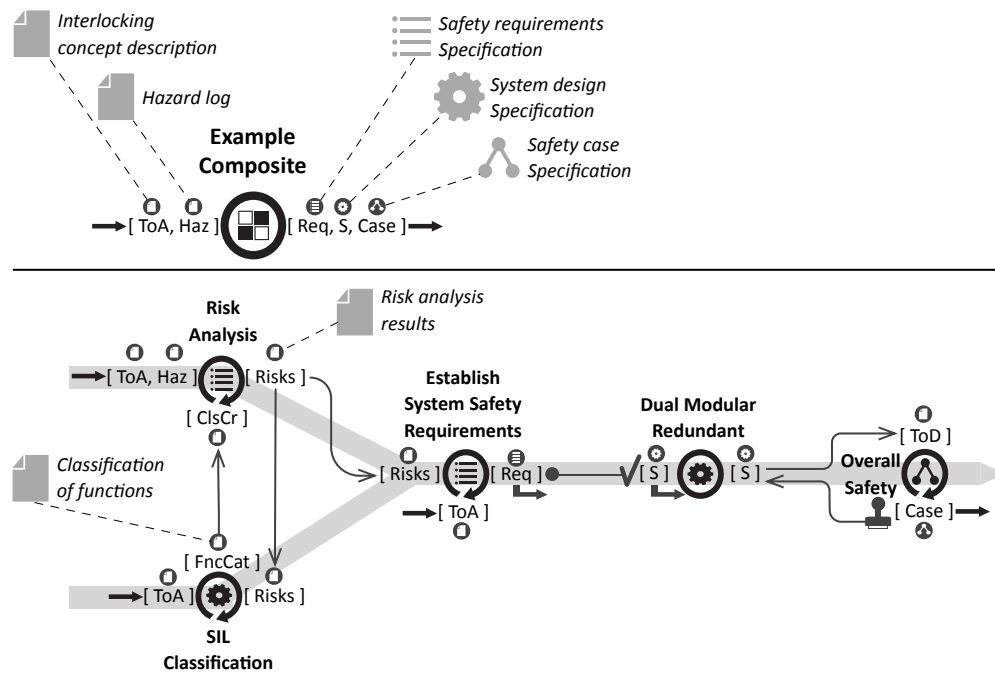 Interlocking
concept description
Hazard log
Safety requirements
Specification
System design
Specification
Safety case
Specification
Example
Composite
[ ToA, Haz ]
[ Req, S, Case ]
Risk analysis
results
Risk
Analysis
[ ToA, Haz ]
[ Risks ]
[ ClsCr ]
Classification
of functions
[ FncCat ]
[ ToA ]
[ Risks ]
SIL
Classification
Establish
System Safety
Requirements
[ Risks ]
[ Req ]
[ ToA ]
Dual Modular
Redundant
[ S ]
[ S ]
[ ToD ]
Overall
Safety
[ Case ]